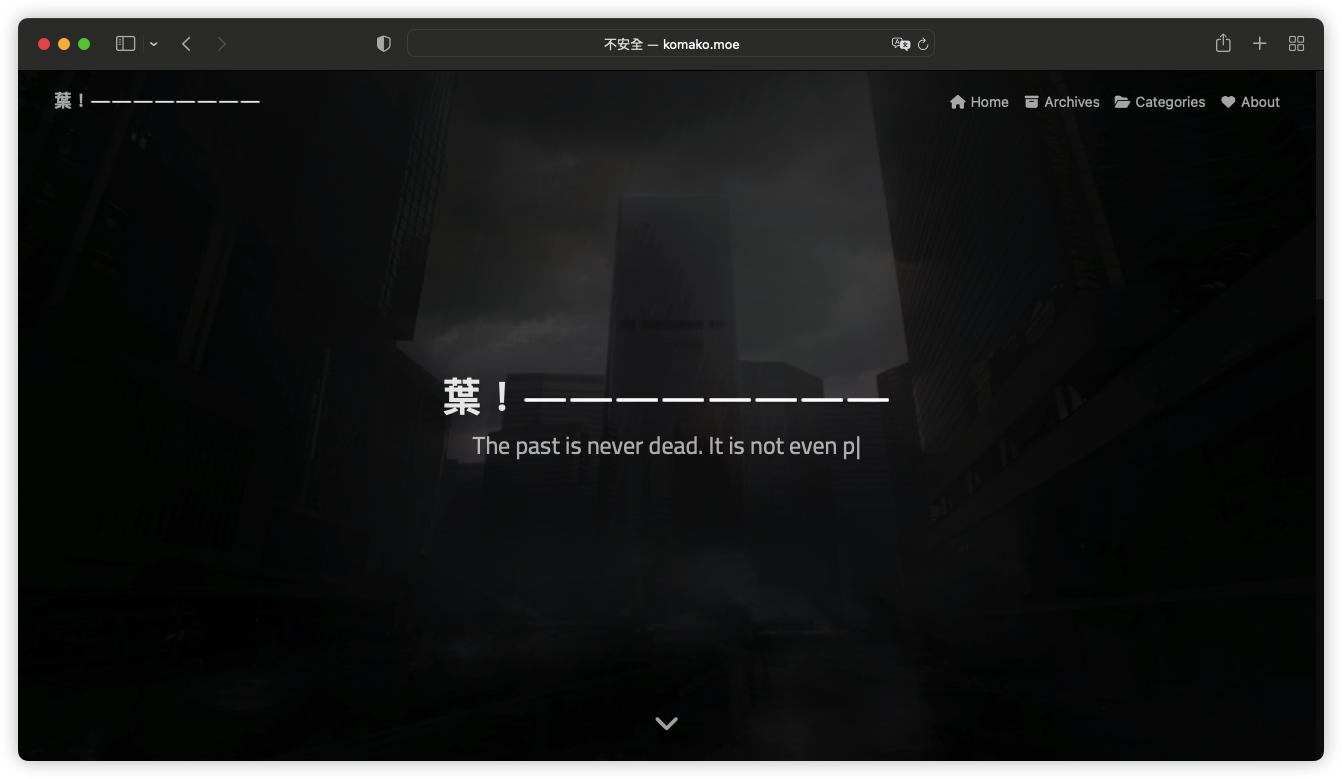 不安全 — komako.moe
葉！————————
Home Archives Categories About
葉！————————
The past is never dead. It is not even p|